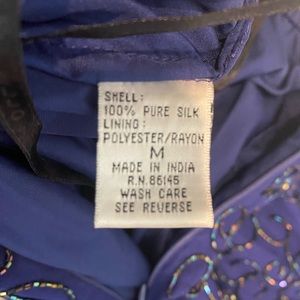 SHELL:
100% PURE SILK
LINING:
POLYESTER/RAYON
M
MADE IN INDIA
R.N.86145
WASH CARE
SEE REVERSE